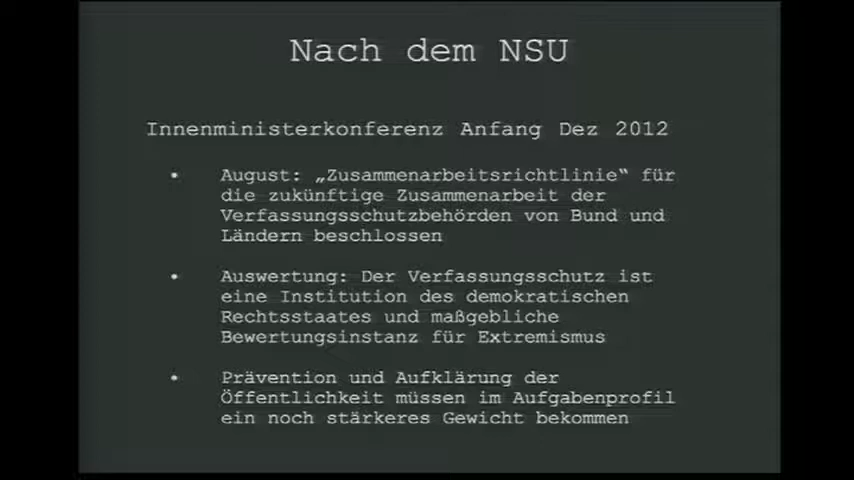 Nach dem NSU
Innenministerkonferenz Anfang Dez 2012
• August: „Zusammenarbeitsrichtlinie“ für
die zukünftige Zusammenarbeit der
Verfassungsschutzbehörden von Bund und
Ländern beschlossen
• Auswertung: Der Verfassungsschutz ist
eine Institution des demokratischen
Rechtsstaates und maßgebliche
Bewertungsinstanz für Extremismus
• Prävention und Aufklärung der
Öffentlichkeit müssen im Aufgabenprofil
ein noch stärkeres Gewicht bekommen